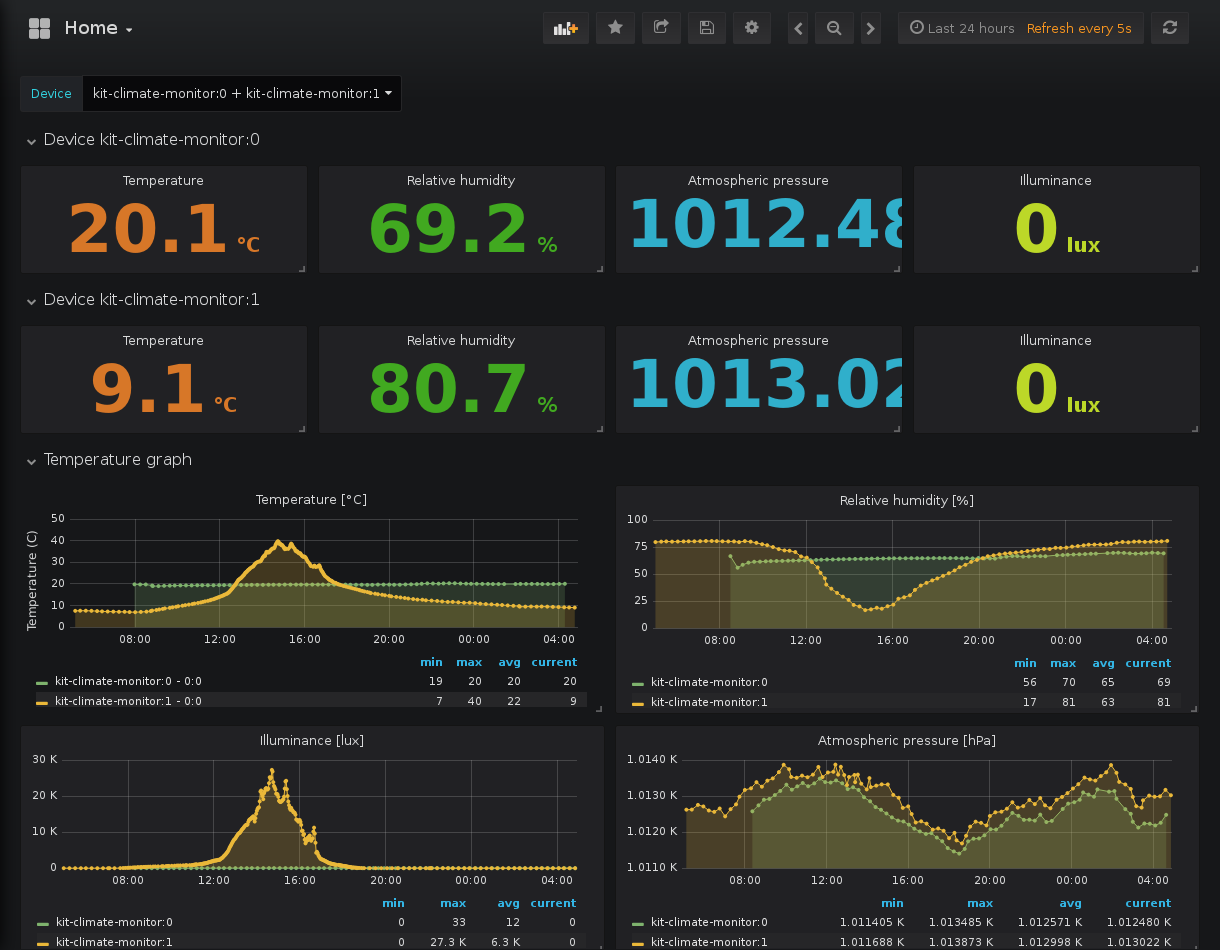 Home
Last 24 hours Refresh every 5s
Device kit-climate-monitor:0 + kit-climate-monitor:1
Device kit-climate-monitor:0
Temperature Relative humidity Atmospheric pressure Illuminance
20.1 °C 69.2 % 1012.48 0 lux
Device kit-climate-monitor:1
Temperature Relative humidity Atmospheric pressure Illuminance
9.1 °C 80.7 % 1013.02 0 lux
Temperature graph
Temperature [°C]
Temperature (C)
50
40
30
20
10
0
08:00 12:00 16:00 20:00 00:00 04:00
min max avg current
kit-climate-monitor:0 - 0:0 19 20 20 20
kit-climate-monitor:1 - 0:0 7 40 22 9
Relative humidity [%]
100
75
50
25
0
08:00 12:00 16:00 20:00 00:00 04:00
min max avg current
kit-climate-monitor:0 56 70 65 69
kit-climate-monitor:1 17 81 63 81
Illuminance [lux]
30 K
20 K
10 K
0
08:00 12:00 16:00 20:00 00:00 04:00
min max avg current
kit-climate-monitor:0 0 33 12 0
kit-climate-monitor:1 0 27.3 K 6.3 K 0
Atmospheric pressure [hPa]
1.0140 K
1.0130 K
1.0120 K
1.0110 K
08:00 12:00 16:00 20:00 00:00 04:00
min max avg current
kit-climate-monitor:0 1.011405 K 1.013485 K 1.012571 K 1.012480 K
kit-climate-monitor:1 1.011688 K 1.013873 K 1.012998 K 1.013022 K